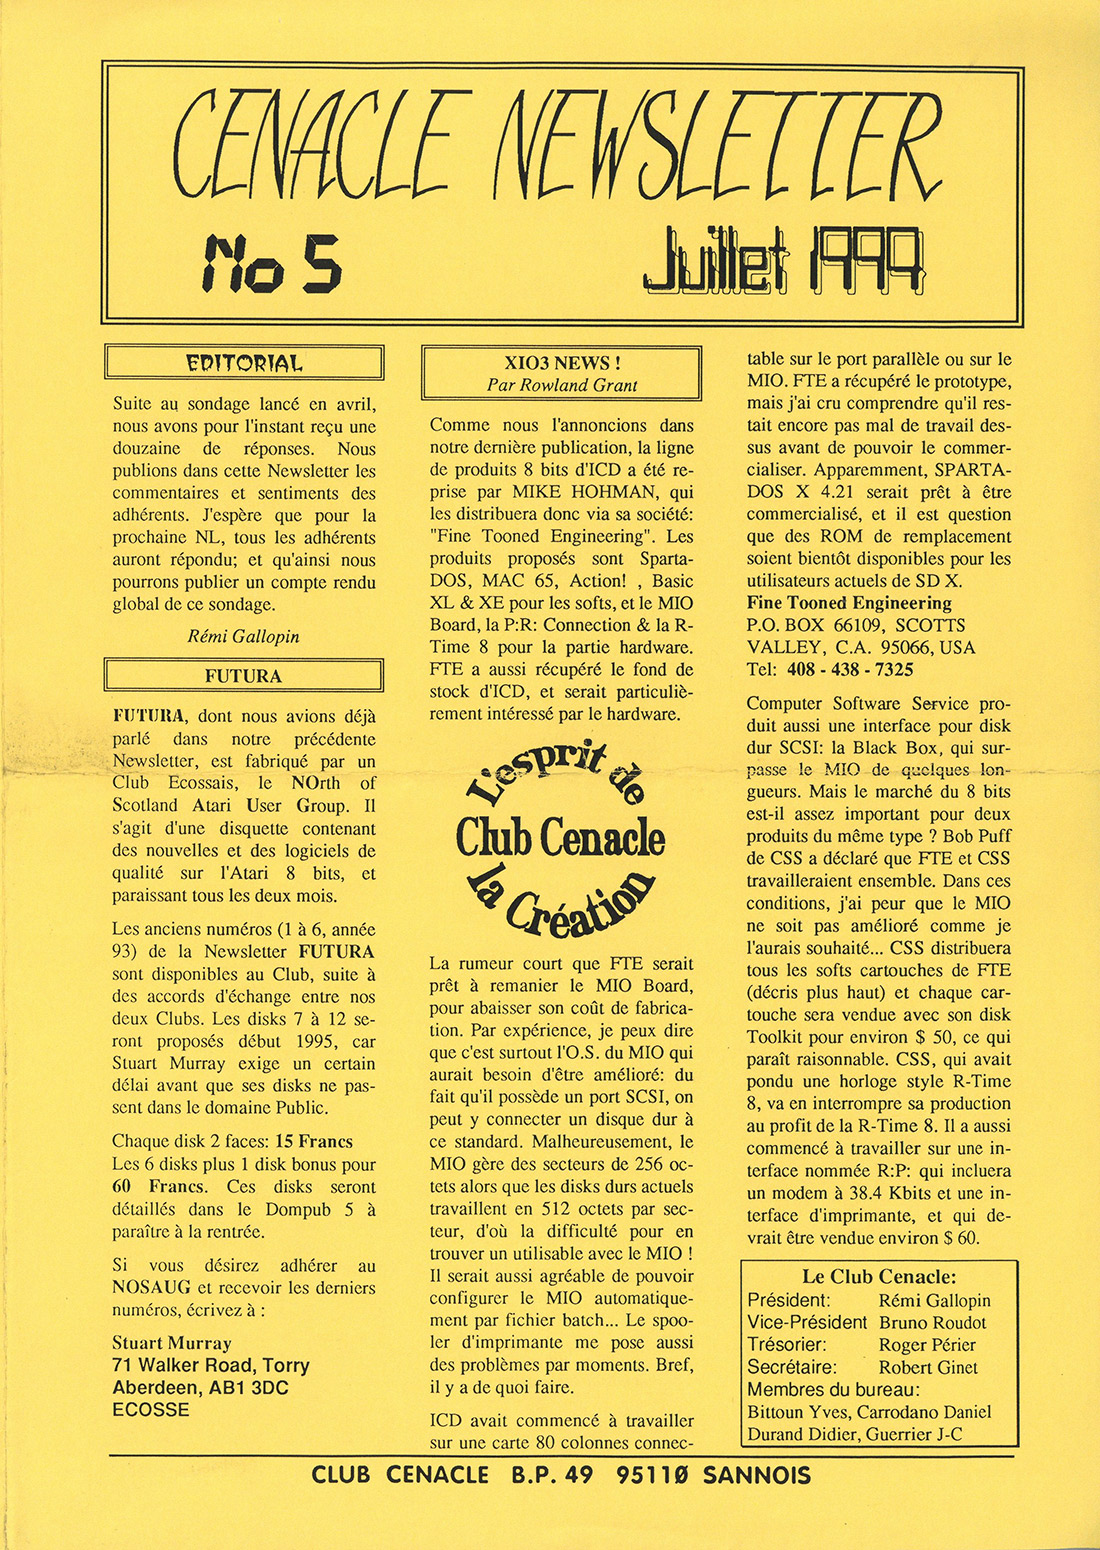 CENACLE NEWSLETTER
No 5
Juillet 1994
EDITORIAL
Suite au sondage lancé en avril,
nous avons pour l'instant reçu une
douzaine de réponses. Nous
publions dans cette Newsletter les
commentaires et sentiments des
adhérents. J'espère que pour la
prochaine NL, tous les adhérents
auront répondu; et qu'ainsi nous
pourrons publier un compte rendu
global de ce sondage.
Rémi Gallopin
FUTURA
FUTURA, dont nous avions déjà
parlé dans notre précédente
Newsletter, est fabriqué par un
Club Ecossais, le NOrth of
Scotland Atari User Group. Il
s'agit d'une disquette contenant
des nouvelles et des logiciels de
qualité sur l'Atari 8 bits, et
paraissant tous les deux mois.
Les anciens numéros (1 à 6, année
93) de la Newsletter FUTURA
sont disponibles au Club, suite à
des accords d'échange entre nos
deux Clubs. Les disks 7 à 12 se-
ront proposés début 1995, car
Stuart Murray exige un certain
délai avant que ses disks ne pas-
sent dans le domaine Public.
Chaque disk 2 faces: 15 Francs
Les 6 disks plus 1 disk bonus pour
60 Francs. Ces disks seront
détaillés dans le Dompub 5 à
paraître à la rentrée.
Si vous désirez adhérer au
NOSAUG et recevoir les derniers
numéros, écrivez à :
Stuart Murray
71 Walker Road, Torry
Aberdeen, AB1 3DC
ECOSSE
XIO3 NEWS !
Par Rowland Grant
Comme nous l'annoncions dans
notre dernière publication, la ligne
de produits 8 bits d'ICD a été re-
prise par MIKE HOHMAN, qui
les distribuera donc via sa société:
"Fine Tooned Engineering". Les
produits proposés sont Sparta-
DOS, MAC 65, Action! , Basic
XL & XE pour les softs, et le MIO
Board, la P:R: Connection & la R-
Time 8 pour la partie hardware.
FTE a aussi récupéré le fond de
stock d'ICD, et serait particuliè-
rement intéressé par le hardware.
L'esprit de
Club Cenacle
la Création
La rumeur court que FTE serait
prêt à remanier le MIO Board,
pour abaisser son coût de fabrica-
tion. Par expérience, je peux dire
que c'est surtout l'O.S. du MIO qui
aurait besoin d'être amélioré: du
fait qu'il possède un port SCSI, on
peut y connecter un disque dur à
ce standard. Malheureusement, le
MIO gère des secteurs de 256 oc-
tets alors que les disks durs actuels
travaillent en 512 octets par sec-
teur, d'où la difficulté pour en
trouver un utilisable avec le MIO !
Il serait aussi agréable de pouvoir
configurer le MIO automatique-
ment par fichier batch... Le spoo-
ler d'imprimante me pose aussi
des problèmes par moments. Bref,
il y a de quoi faire.
ICD avait commencé à travailler
sur une carte 80 colonnes connec-
table sur le port parallèle ou sur le
MIO. FTE a récupéré le prototype,
mais j'ai cru comprendre qu'il res-
tait encore pas mal de travail des-
sus avant de pouvoir le commer-
cialiser. Apparemment, SPARTA-
DOS X 4.21 serait prêt à être
commercialisé, et il est question
que des ROM de remplacement
soient bientôt disponibles pour les
utilisateurs actuels de SD X.
Fine Tooned Engineering
P.O. BOX 66109, SCOTTS
VALLEY, C.A. 95066, USA
Tel: 408 - 438 - 7325
Computer Software Service pro-
duit aussi une interface pour disk
dur SCSI: la Black Box, qui sur-
passe le MIO de quelques lon-
gueurs. Mais le marché du 8 bits
est-il assez important pour deux
produits du même type ? Bob Puff
de CSS a déclaré que FTE et CSS
travailleraient ensemble. Dans ces
conditions, j'ai peur que le MIO
ne soit pas amélioré comme je
l'aurais souhaité... CSS distribuera
tous les softs cartouches de FTE
(décris plus haut) et chaque car-
touche sera vendue avec son disk
Toolkit pour environ $ 50, ce qui
paraît raisonnable. CSS, qui avait
pondu une horloge style R-Time
8, va en interrompre sa production
au profit de la R-Time 8. Il a aussi
commencé à travailler sur une in-
terface nommée R:P: qui incluera
un modem à 38.4 Kbits et une in-
terface d'imprimante, et qui de-
vrait être vendue environ $ 60.
Le Club Cenacle:
Président: Rémi Gallopin
Vice-Président Bruno Roudot
Trésorier: Roger Périer
Secrétaire: Robert Ginet
Membres du bureau:
Bittoun Yves, Carrodano Daniel
Durand Didier, Guerrier J-C
CLUB CENACLE B.P. 49 95110 SANNOIS